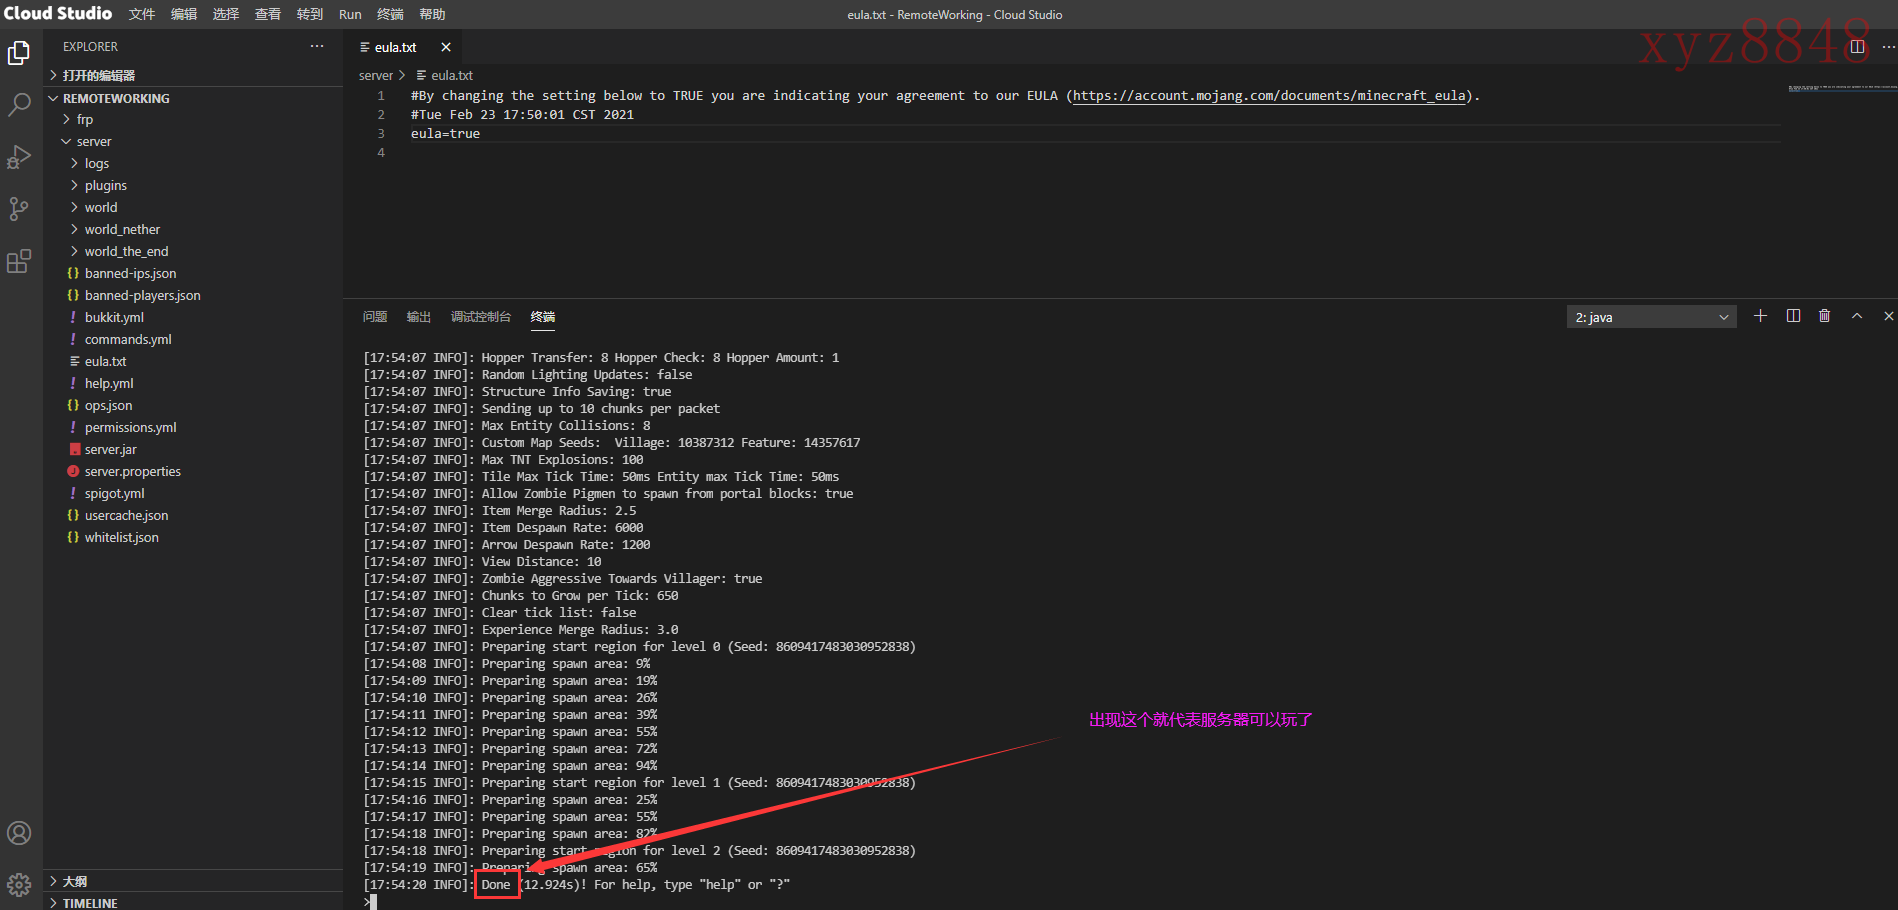 Cloud Studio 文件 编辑 选择 查看 转到 Run 终端 帮助
eula.txt - RemoteWorking - Cloud Studio
xyz8848
EXPLORER
打开的编辑器
REMOTEWORKING
frp
server
logs
plugins
world
world_nether
world_the_end
banned-ips.json
banned-players.json
bukkit.yml
commands.yml
eula.txt
help.yml
ops.json
permissions.yml
server.jar
server.properties
spigot.yml
usercache.json
whitelist.json
大纲
TIMELINE
eula.txt
server > eula.txt
1 #By changing the setting below to TRUE you are indicating your agreement to our EULA (https://account.mojang.com/documents/minecraft_eula).
2 #Tue Feb 23 17:50:01 CST 2021
3 eula=true
4
问题 输出 调试控制台 终端
2: java
[17:54:07 INFO]: Hopper Transfer: 8 Hopper Check: 8 Hopper Amount: 1
[17:54:07 INFO]: Random Lighting Updates: false
[17:54:07 INFO]: Structure Info Saving: true
[17:54:07 INFO]: Sending up to 10 chunks per packet
[17:54:07 INFO]: Max Entity Collisions: 8
[17:54:07 INFO]: Custom Map Seeds:  Village: 10387312 Feature: 14357617
[17:54:07 INFO]: Max TNT Explosions: 100
[17:54:07 INFO]: Tile Max Tick Time: 50ms Entity max Tick Time: 50ms
[17:54:07 INFO]: Allow Zombie Pigmen to spawn from portal blocks: true
[17:54:07 INFO]: Item Merge Radius: 2.5
[17:54:07 INFO]: Item Despawn Rate: 6000
[17:54:07 INFO]: Arrow Despawn Rate: 1200
[17:54:07 INFO]: View Distance: 10
[17:54:07 INFO]: Zombie Aggressive Towards Villager: true
[17:54:07 INFO]: Chunks to Grow per Tick: 650
[17:54:07 INFO]: Clear tick list: false
[17:54:07 INFO]: Experience Merge Radius: 3.0
[17:54:07 INFO]: Preparing start region for level 0 (Seed: 8609417483030952838)
[17:54:08 INFO]: Preparing spawn area: 9%
[17:54:09 INFO]: Preparing spawn area: 19%
[17:54:10 INFO]: Preparing spawn area: 26%
[17:54:11 INFO]: Preparing spawn area: 39%
[17:54:12 INFO]: Preparing spawn area: 55%
[17:54:13 INFO]: Preparing spawn area: 72%
[17:54:14 INFO]: Preparing spawn area: 94%
[17:54:15 INFO]: Preparing start region for level 1 (Seed: 8609417483030952838)
[17:54:16 INFO]: Preparing spawn area: 25%
[17:54:17 INFO]: Preparing spawn area: 55%
[17:54:18 INFO]: Preparing spawn area: 82%
[17:54:18 INFO]: Preparing start region for level 2 (Seed: 8609417483030952838)
[17:54:19 INFO]: Preparing spawn area: 65%
[17:54:20 INFO]: Done (12.924s)! For help, type "help" or "?"
>
出现这个就代表服务器可以玩了